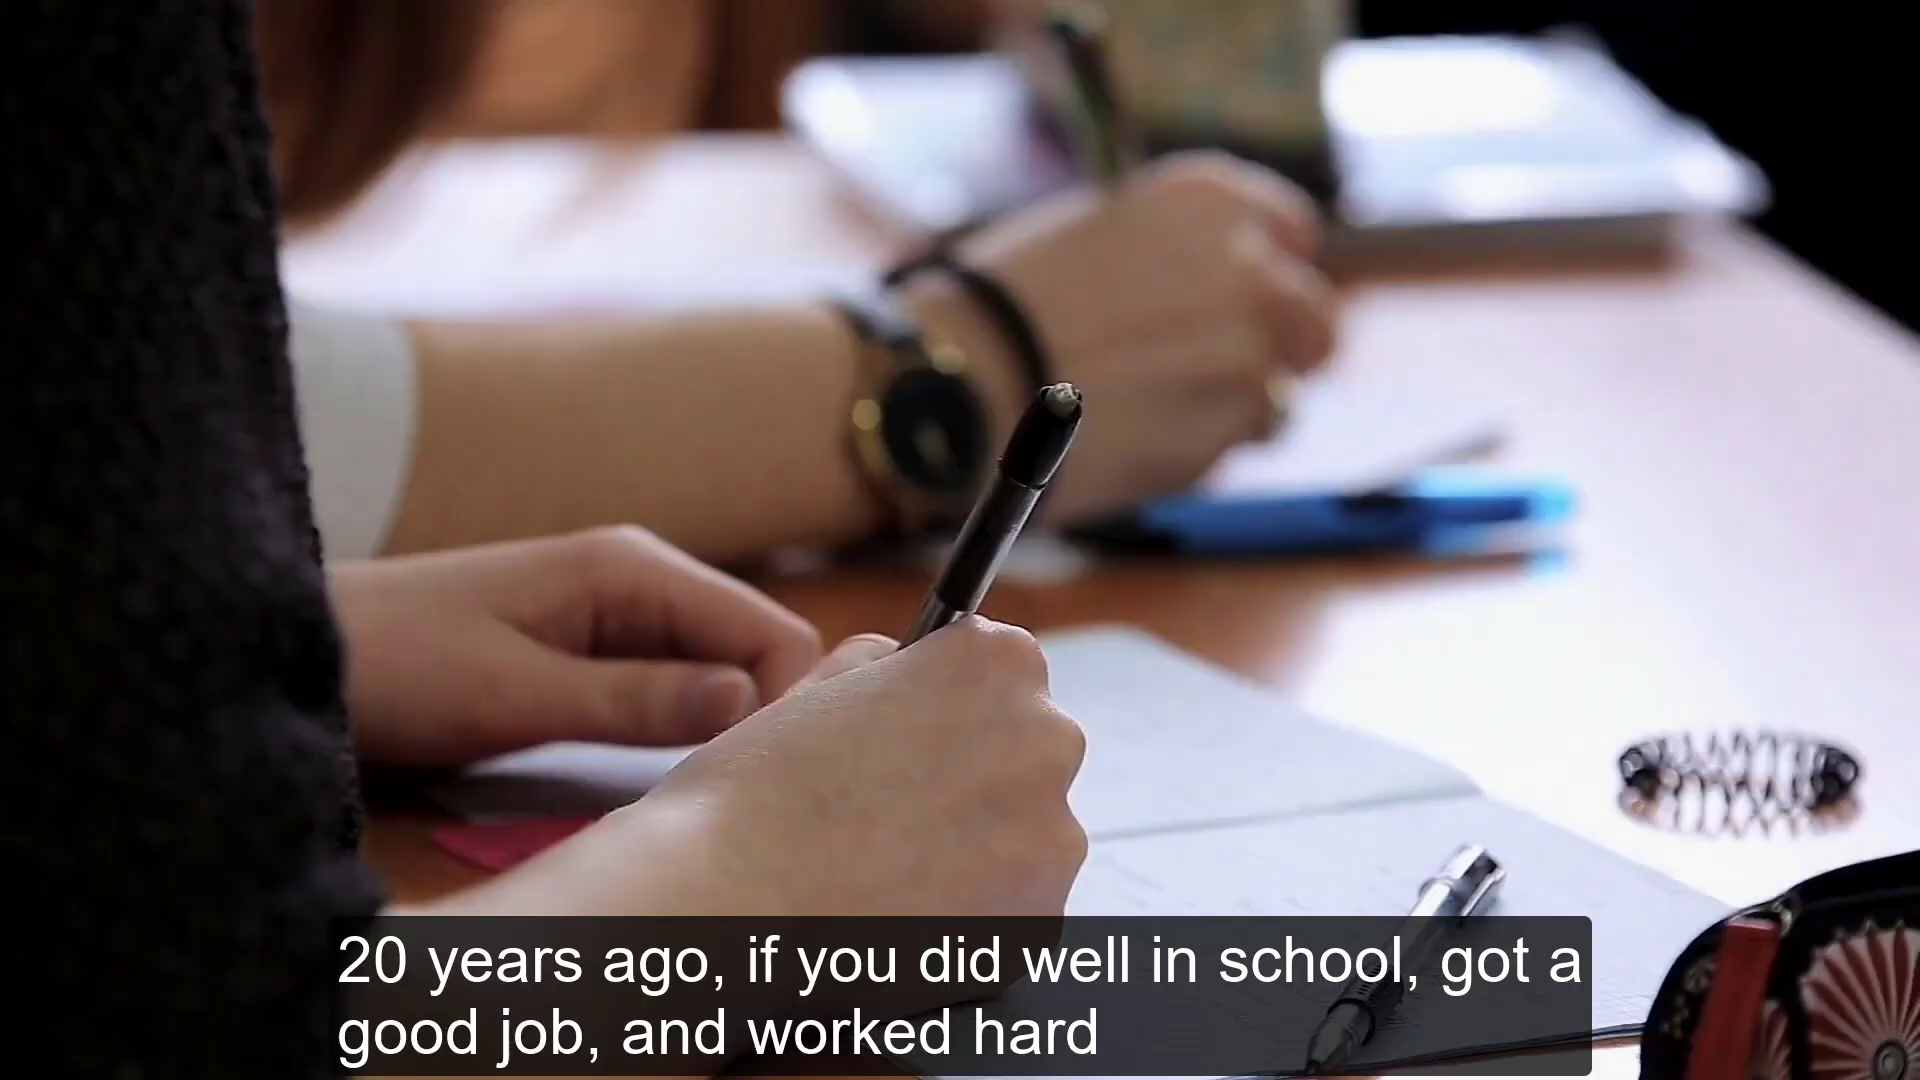 20 years ago, if you did well in school, got a
good job, and worked hard